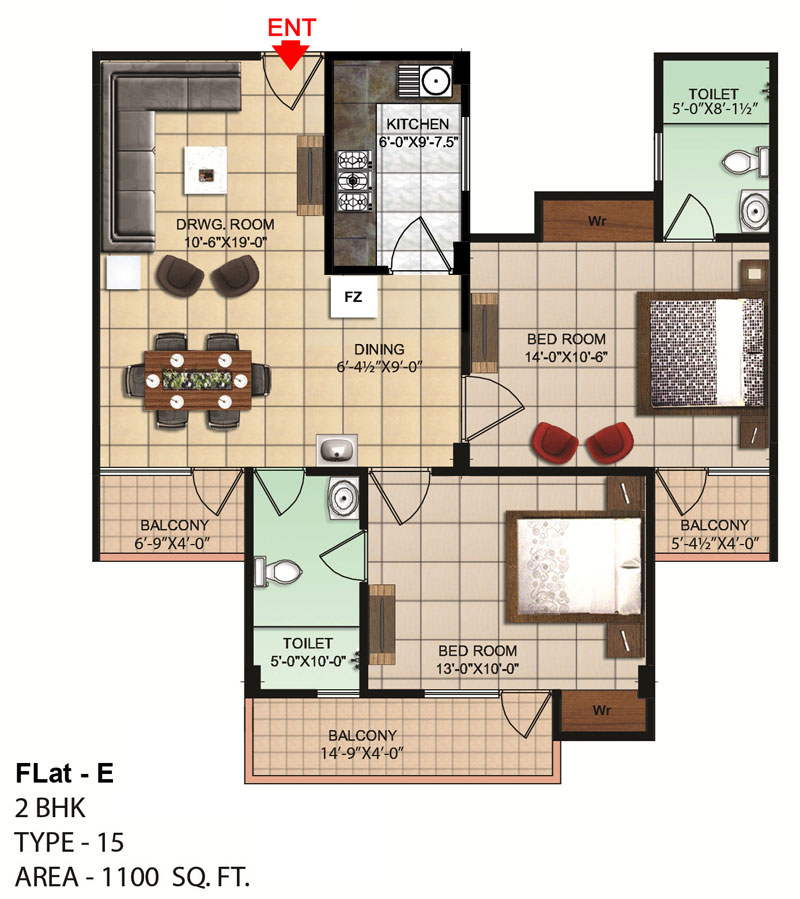 ENT
KITCHEN
6'-0"X9'-7.5"
TOILET
5'-0"X8'-1½"
DRWG. ROOM
10'-6"X19'-0"
Wr
FZ
DINING
6'-4½"X9'-0"
BED ROOM
14'-0"X10'-6"
BALCONY
6'-9"X4'-0"
BALCONY
5'-4½"X4'-0"
TOILET
5'-0"X10'-0"
BED ROOM
13'-0"X10'-0"
Wr
BALCONY
14'-9"X4'-0"
FLat - E
2 BHK
TYPE - 15
AREA - 1100 SQ. FT.